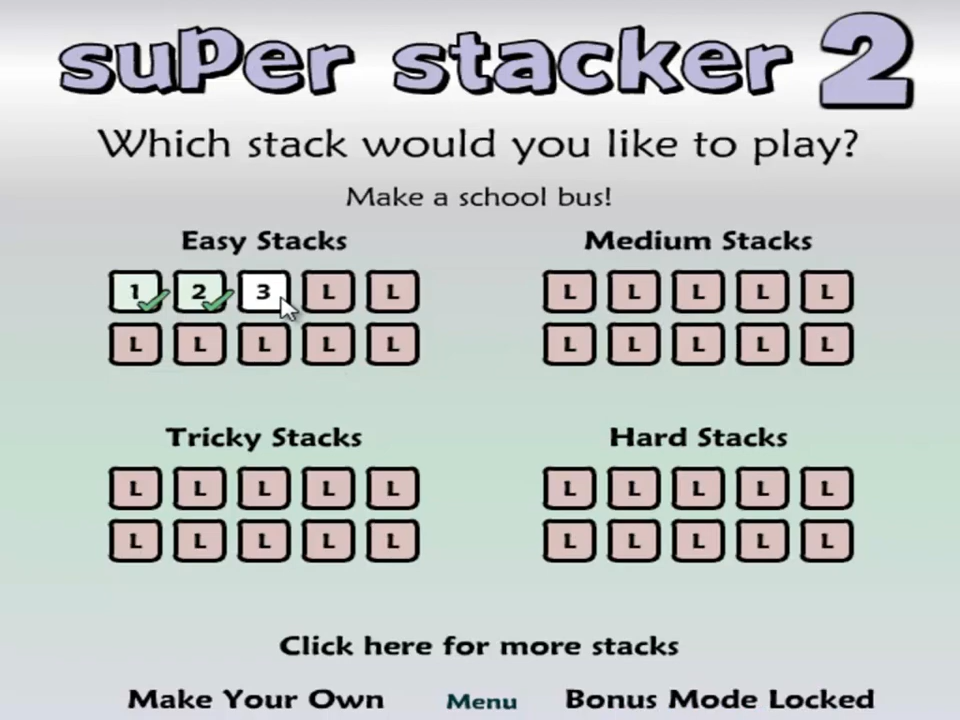 super stacker 2
Which stack would you like to play?
Make a school bus!
Easy Stacks
1 2 3 L L
L L L L L
Medium Stacks
L L L L L
L L L L L
Tricky Stacks
L L L L L
L L L L L
Hard Stacks
L L L L L
L L L L L
Click here for more stacks
Make Your Own Menu Bonus Mode Locked